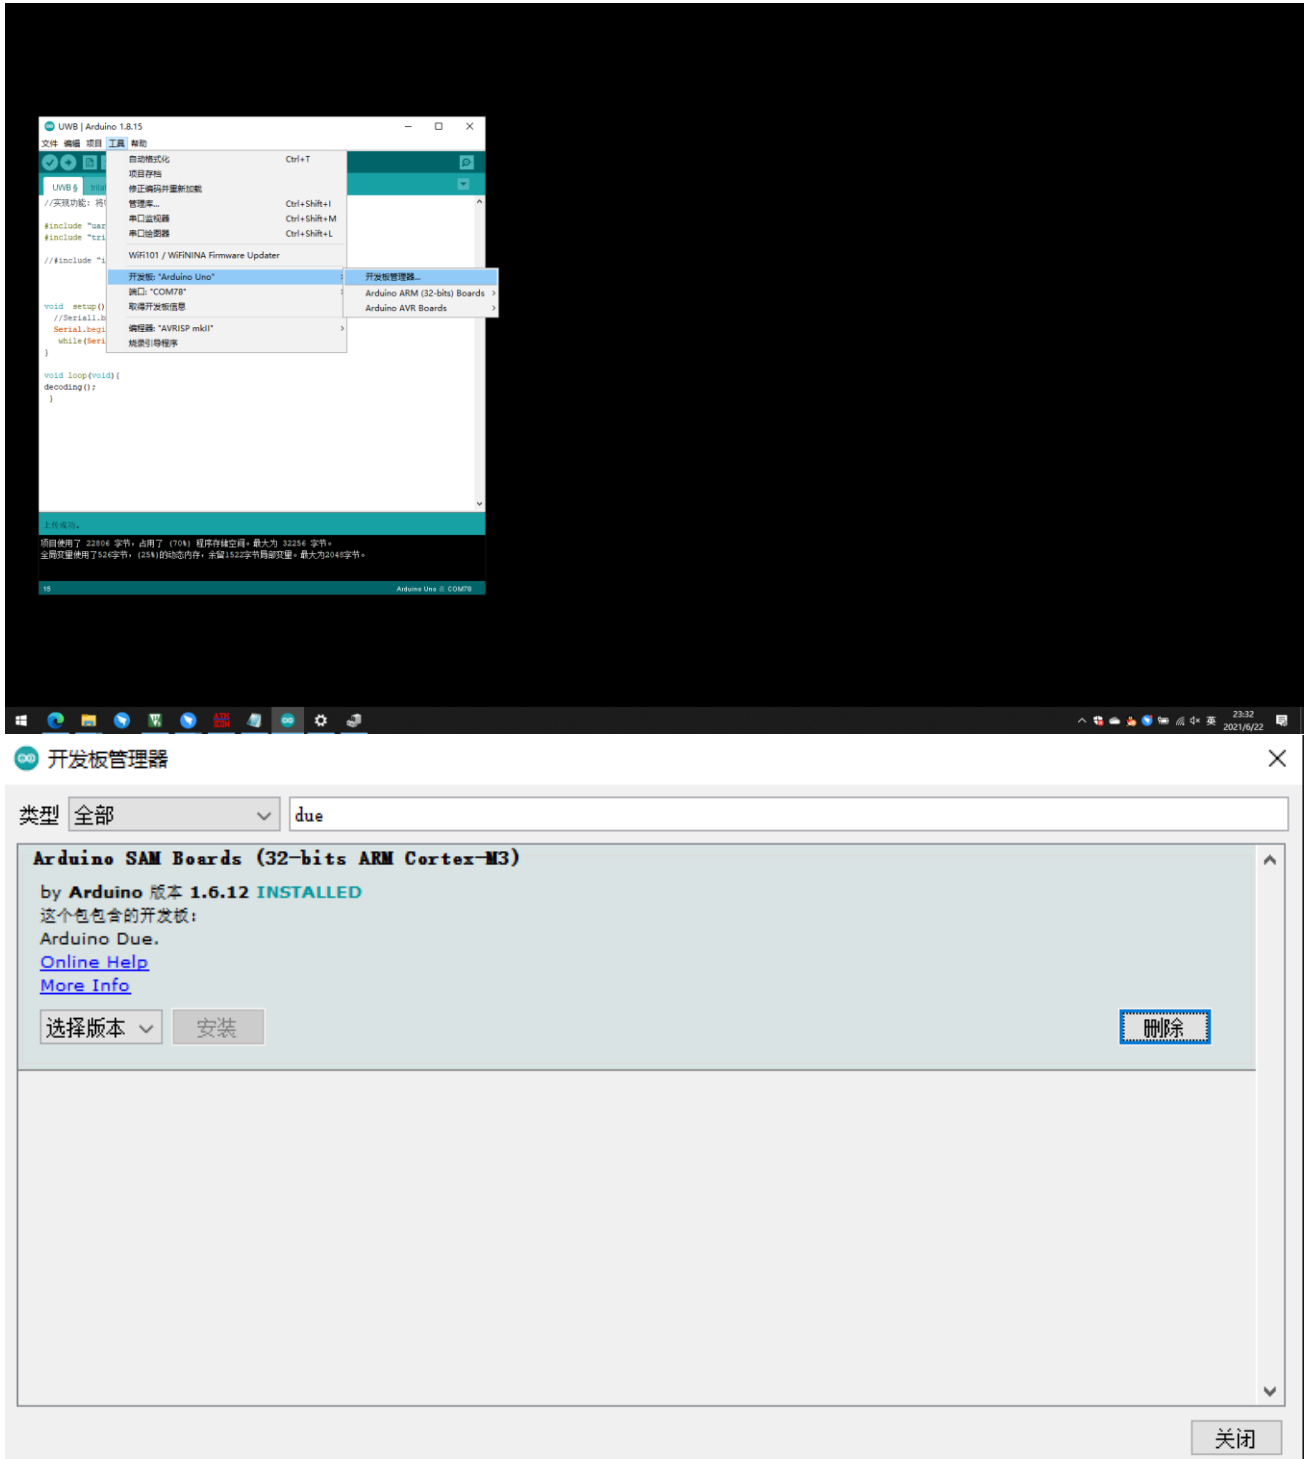 UWB | Arduino 1.8.15
文件 编辑 项目 工具 帮助
自动格式化 Ctrl+T
项目存档
修正编码并重新加载
管理库... Ctrl+Shift+I
串口监视器 Ctrl+Shift+M
串口绘图器 Ctrl+Shift+L
WiFi101 / WiFiNINA Firmware Updater
开发板: "Arduino Uno"
端口: "COM78"
取得开发板信息
编程器: "AVRISP mkII"
烧录引导程序
开发板管理器...
Arduino ARM (32-bits) Boards
Arduino AVR Boards
UWB § trilat
//实现功能: 将
#include "uar
#include "tri
//#include "i
void setup()
//Serial1.b
Serial.begi
while(Seri
}
void loop(void){
decoding();
}
上传成功。
项目使用了 22806 字节，占用了 (70%) 程序存储空间。最大为 32256 字节。
全局变量使用了526字节，(25%)的动态内存，余留1522字节局部变量。最大为2048字节。
15 Arduino Uno 在 COM78
英 23:32
2021/6/22
开发板管理器
类型 全部 due
Arduino SAM Boards (32-bits ARM Cortex-M3)
by Arduino 版本 1.6.12 INSTALLED
这个包包含的开发板:
Arduino Due.
Online Help
More Info
选择版本 安装 删除
关闭